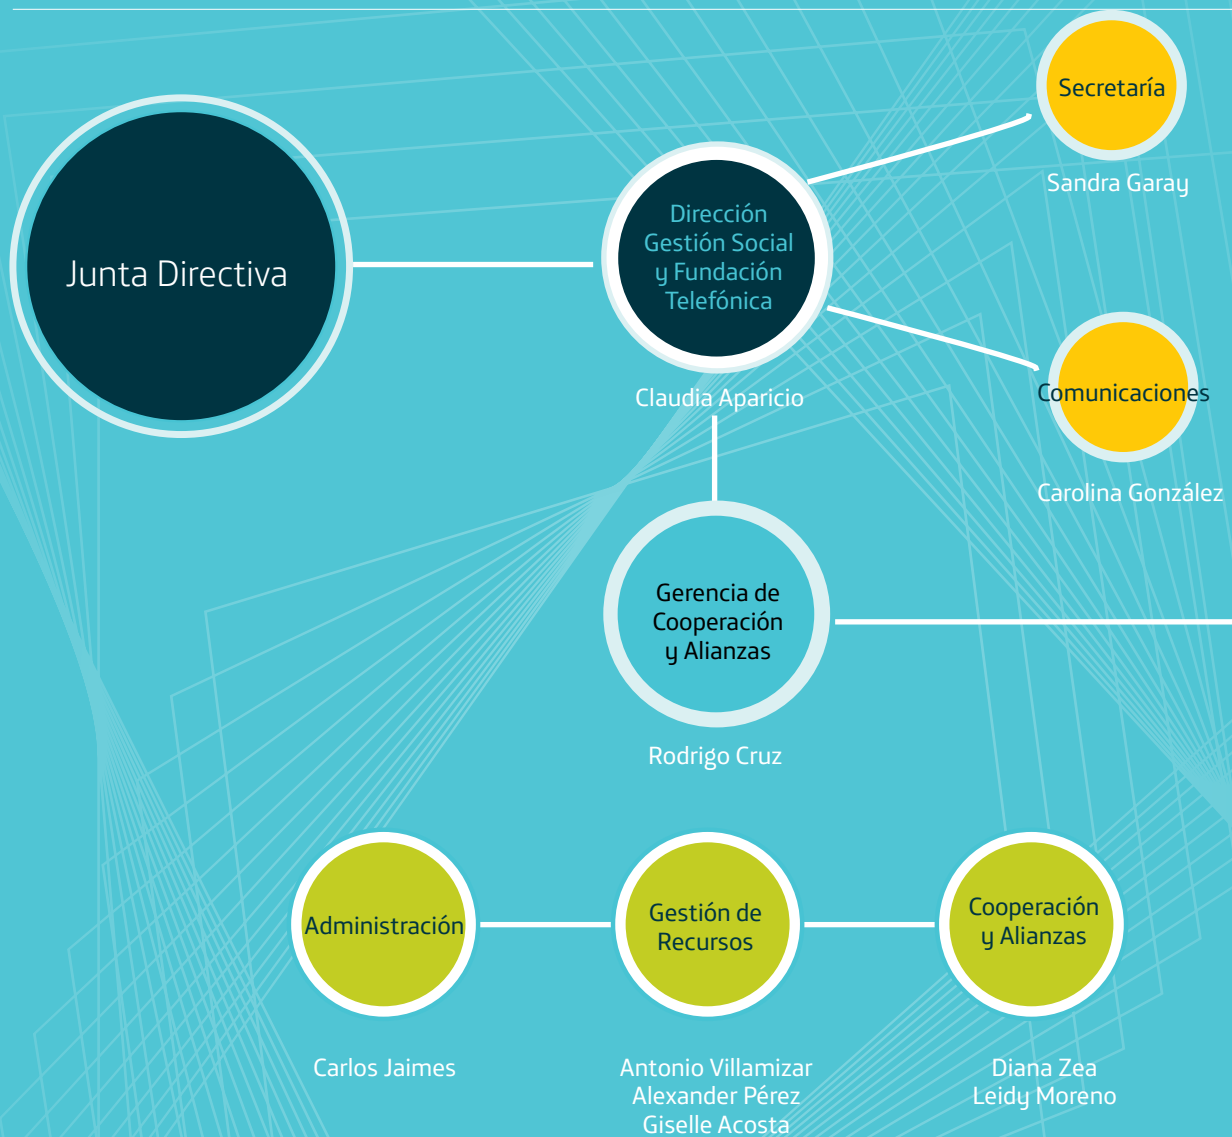 Junta Directiva
Dirección
Gestión Social
y Fundación
Telefónica
Claudia Aparicio
Secretaría
Sandra Garay
Comunicaciones
Carolina González
Gerencia de
Cooperación
y Alianzas
Rodrigo Cruz
Administración
Carlos Jaimes
Gestión de
Recursos
Antonio Villamizar
Alexander Pérez
Giselle Acosta
Cooperación
y Alianzas
Diana Zea
Leidy Moreno